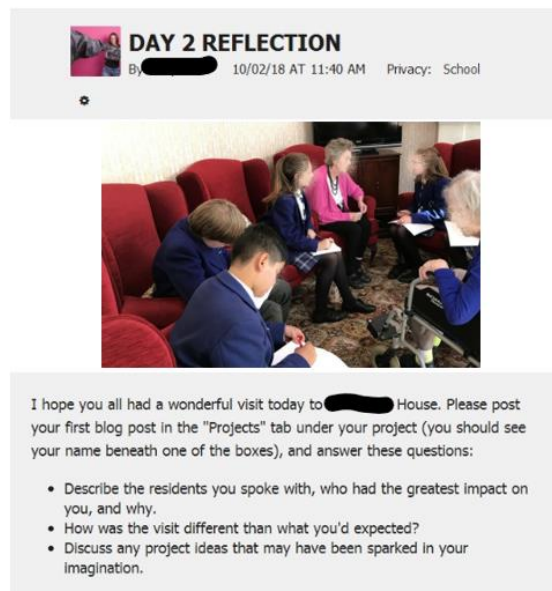 DAY 2 REFLECTION
By 10/02/18 AT 11:40 AM Privacy: School
I hope you all had a wonderful visit today to House. Please post
your first blog post in the "Projects" tab under your project (you should see
your name beneath one of the boxes), and answer these questions:
• Describe the residents you spoke with, who had the greatest impact on
you, and why.
• How was the visit different than what you'd expected?
• Discuss any project ideas that may have been sparked in your
imagination.